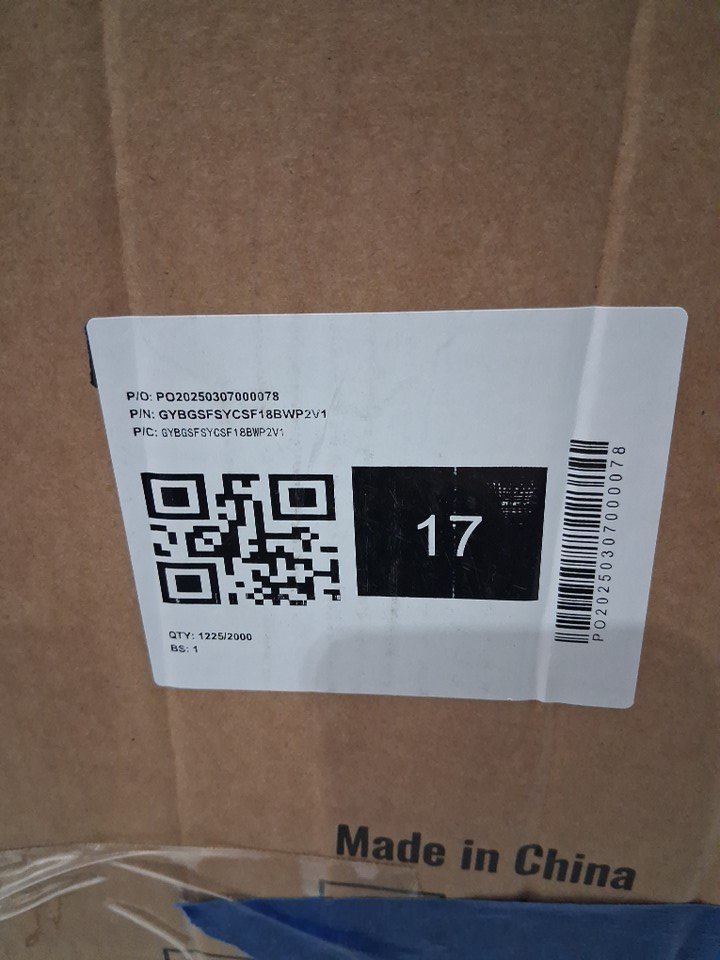 P/O: PO20250307000078
P/N: GYBGSFSYCSF18BWP2V1
P/C: GYBGSFSYCSF18BWP2V1
17
QTY: 1225/2000
BS: 1
PO20250307000078
Made in China